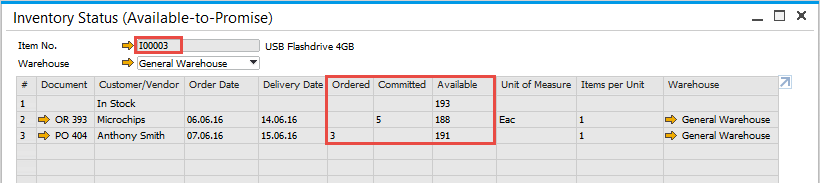 Inventory Status (Available-to-Promise)
Item No. I00003 USB Flashdrive 4GB
Warehouse General Warehouse
# Document Customer/Vendor Order Date Delivery Date Ordered Committed Available Unit of Measure Items per Unit Warehouse
1 In Stock 193
2 OR 393 Microchips 06.06.16 14.06.16 5 188 Eac 1 General Warehouse
3 PO 404 Anthony Smith 07.06.16 15.06.16 3 191 1 General Warehouse